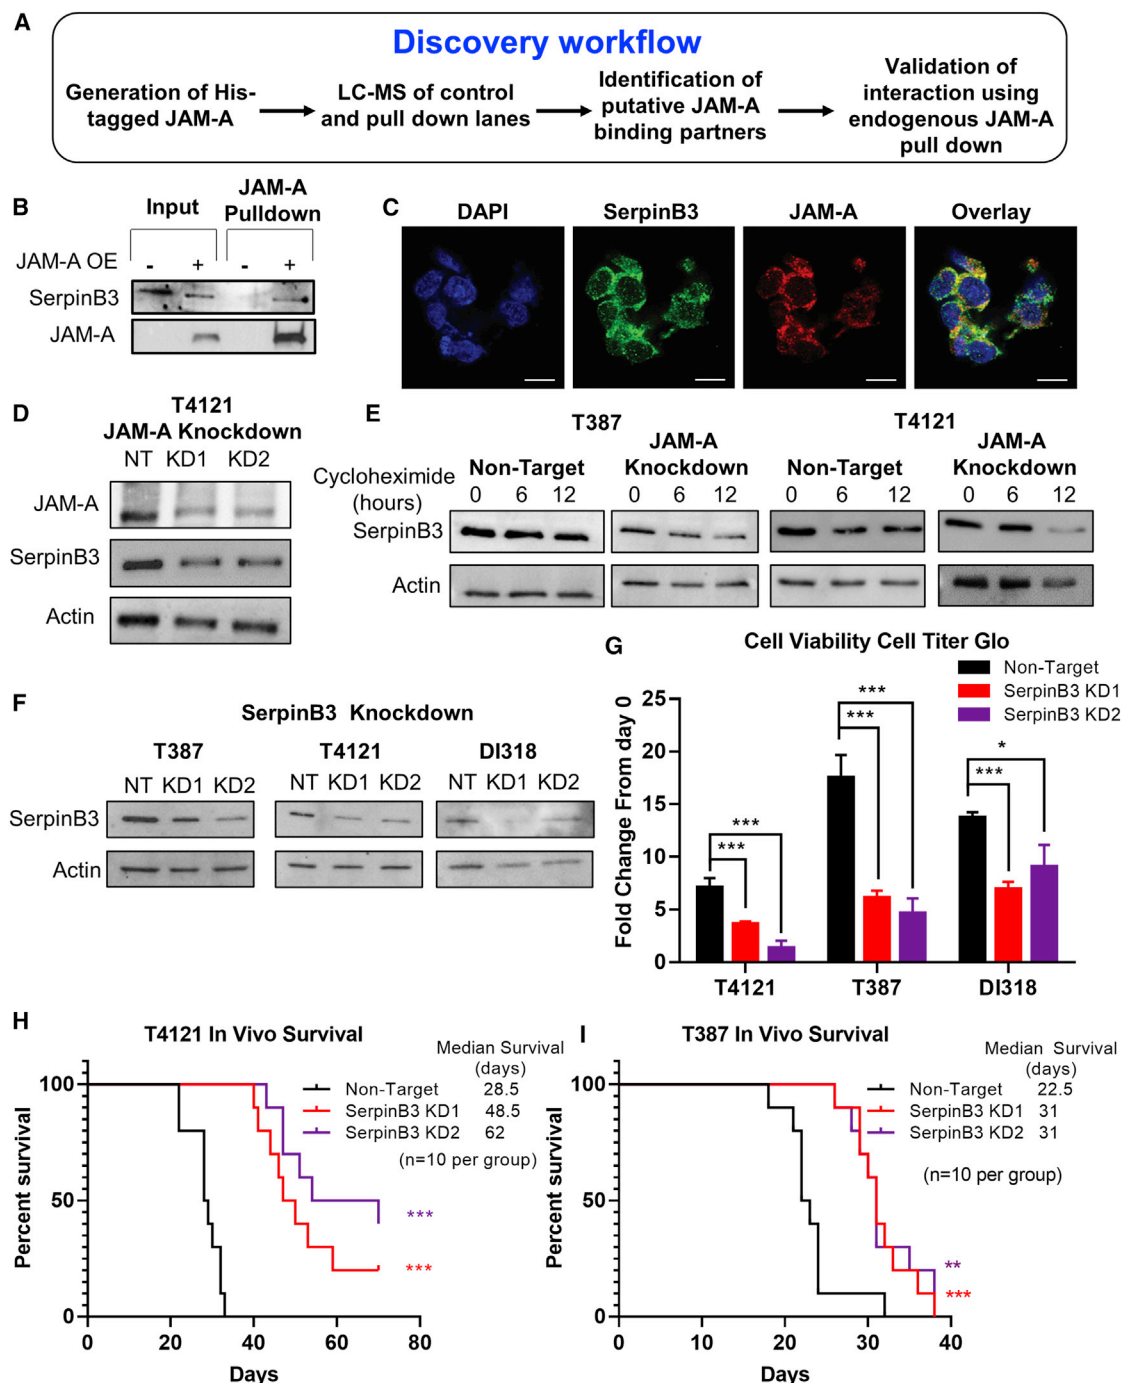 A
Discovery workflow
Generation of His-
tagged JAM-A
LC-MS of control
and pull down lanes
Identification of
putative JAM-A
binding partners
Validation of
interaction using
endogenous JAM-A
pull down
B
Input
JAM-A
Pulldown
JAM-A OE - + - +
SerpinB3
JAM-A
C
DAPI SerpinB3 JAM-A Overlay
D
T4121
JAM-A Knockdown
NT KD1 KD2
JAM-A
SerpinB3
Actin
E
T387 T4121
Non-Target
JAM-A
Knockdown
Non-Target
JAM-A
Knockdown
Cycloheximide
(hours)
0 6 12 0 6 12 0 6 12 0 6 12
SerpinB3
Actin
F
SerpinB3 Knockdown
T387 T4121 DI318
NT KD1 KD2 NT KD1 KD2 NT KD1 KD2
SerpinB3
Actin
G
Cell Viability Cell Titer Glo
Non-Target
SerpinB3 KD1
SerpinB3 KD2
Fold Change From day 0
25
20
15
10
5
0
*** ***
*** ***
*** *
T4121 T387 DI318
H
T4121 In Vivo Survival
Median Survival
(days)
Non-Target 28.5
SerpinB3 KD1 48.5
SerpinB3 KD2 62
(n=10 per group)
Percent survival
100
50
0
***
***
0 20 40 60 80
Days
I
T387 In Vivo Survival
Median Survival
(days)
Non-Target 22.5
SerpinB3 KD1 31
SerpinB3 KD2 31
(n=10 per group)
Percent survival
100
50
0
**
***
0 10 20 30 40
Days